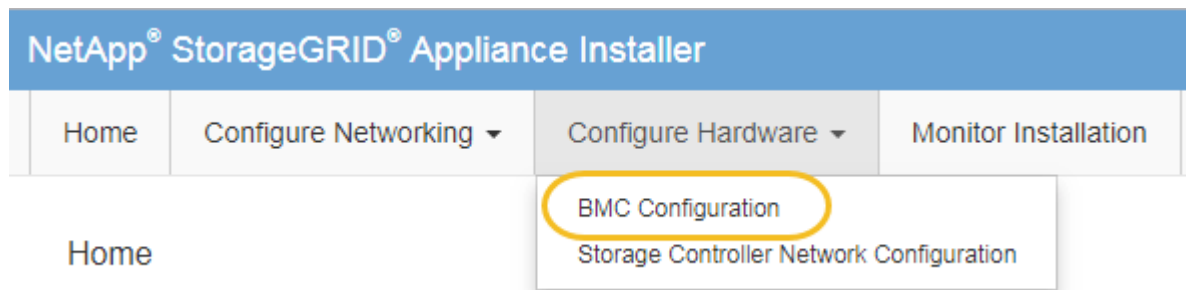 NetApp® StorageGRID® Appliance Installer
Home Configure Networking Configure Hardware Monitor Installation
BMC Configuration
Home Storage Controller Network Configuration